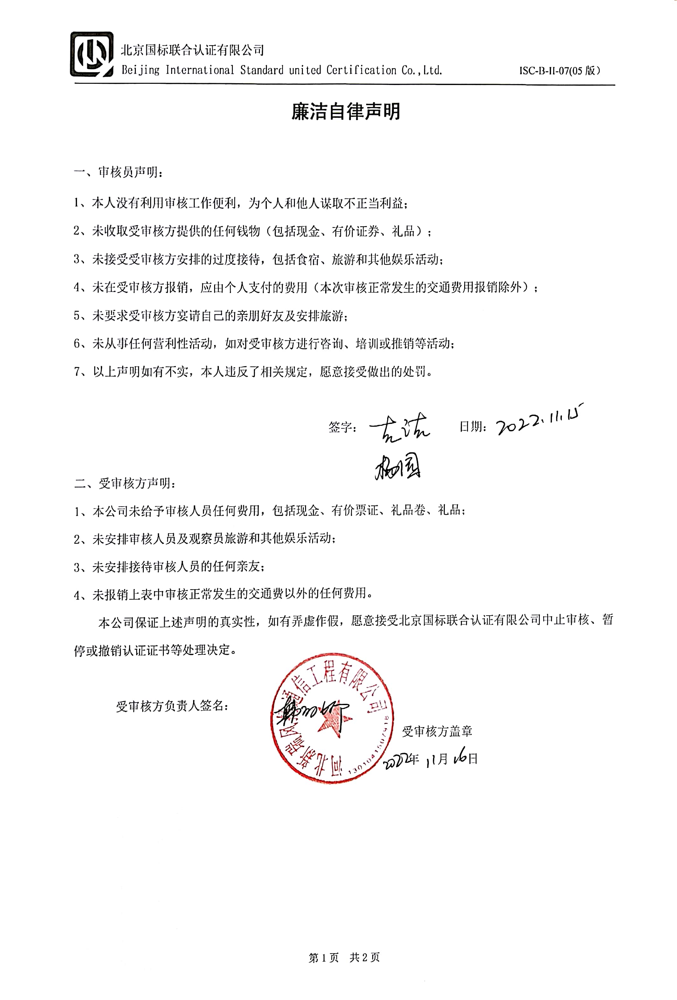 北京国标联合认证有限公司
Beijing International Standard united Certification Co.,Ltd.
ISC-B-II-07(05 版)
廉洁自律声明
一、审核员声明：
1、本人没有利用审核工作便利，为个人和他人谋取不正当利益；
2、未收取受审核方提供的任何钱物（包括现金、有价证券、礼品）；
3、未接受受审核方安排的过度接待，包括食宿、旅游和其他娱乐活动；
4、未在受审核方报销，应由个人支付的费用（本次审核正常发生的交通费用报销除外）；
5、未要求受审核方宴请自己的亲朋好友及安排旅游；
6、未从事任何营利性活动，如对受审核方进行咨询、培训或推销等活动；
7、以上声明如有不实，本人违反了相关规定，愿意接受做出的处罚。
签字： 日期：2022.11.15
杨园
二、受审核方声明：
1、本公司未给予审核人员任何费用，包括现金、有价票证、礼品卷、礼品；
2、未安排审核人员及观察员旅游和其他娱乐活动；
3、未安排接待审核人员的任何亲友；
4、未报销上表中审核正常发生的交通费以外的任何费用。
本公司保证上述声明的真实性，如有弄虚作假，愿意接受北京国标联合认证有限公司中止审核、暂
停或撤销认证证书等处理决定。
河北新瑞网通信工程有限公司
受审核方负责人签名：
1301041507518
受审核方盖章
2022年 11月 16日
第 1 页 共 2 页